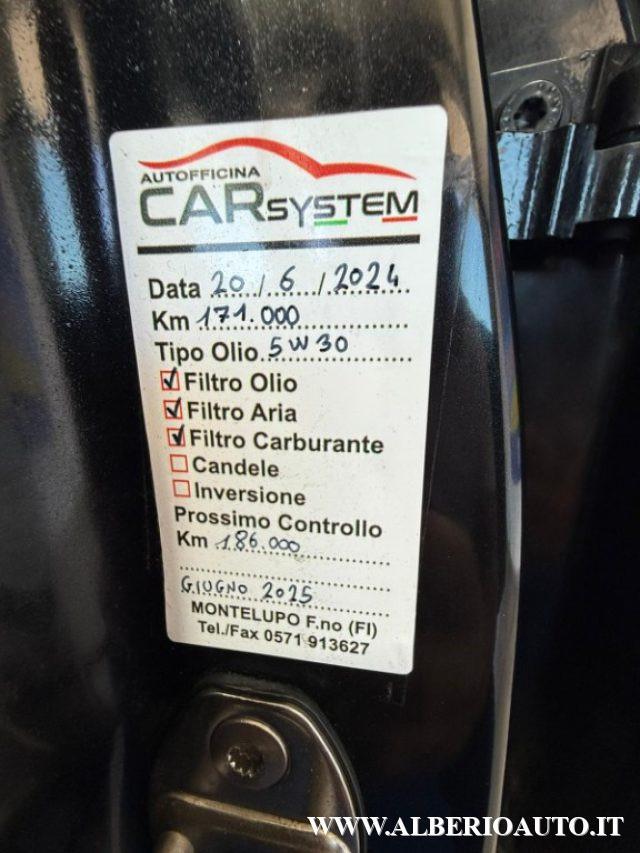 AUTOFFICINA
CARSYSTEM
Data 20/6/2024
Km 171.000
Tipo Olio 5W30
Filtro Olio
Filtro Aria
Filtro Carburante
Candele
Inversione
Prossimo Controllo
Km 186.000
GIUGNO 2025
MONTELUPO F.no (FI)
Tel./Fax 0571 913627
WWW.ALBERIOAUTO.IT